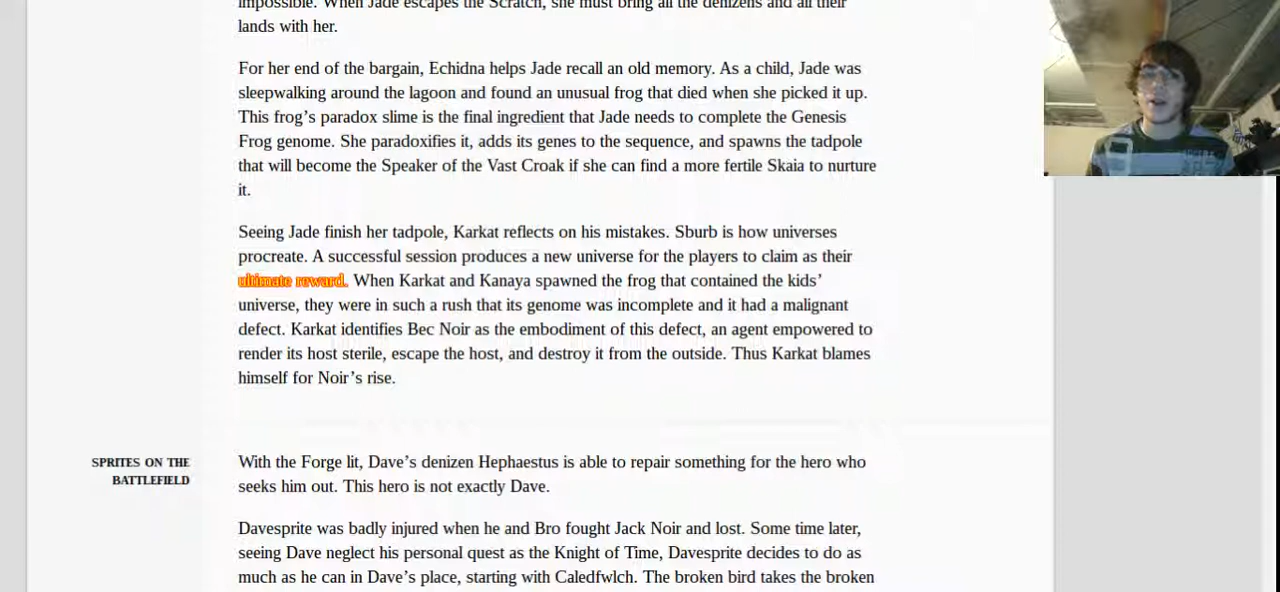 impossible. When Jade escapes the Scratch, she must bring all the denizens and all their
lands with her.
For her end of the bargain, Echidna helps Jade recall an old memory. As a child, Jade was
sleepwalking around the lagoon and found an unusual frog that died when she picked it up.
This frog’s paradox slime is the final ingredient that Jade needs to complete the Genesis
Frog genome. She paradoxifies it, adds its genes to the sequence, and spawns the tadpole
that will become the Speaker of the Vast Croak if she can find a more fertile Skaia to nurture
it.
Seeing Jade finish her tadpole, Karkat reflects on his mistakes. Sburb is how universes
procreate. A successful session produces a new universe for the players to claim as their
ultimate reward. When Karkat and Kanaya spawned the frog that contained the kids’
universe, they were in such a rush that its genome was incomplete and it had a malignant
defect. Karkat identifies Bec Noir as the embodiment of this defect, an agent empowered to
render its host sterile, escape the host, and destroy it from the outside. Thus Karkat blames
himself for Noir’s rise.
SPRITES ON THE
BATTLEFIELD
With the Forge lit, Dave’s denizen Hephaestus is able to repair something for the hero who
seeks him out. This hero is not exactly Dave.
Davesprite was badly injured when he and Bro fought Jack Noir and lost. Some time later,
seeing Dave neglect his personal quest as the Knight of Time, Davesprite decides to do as
much as he can in Dave’s place, starting with Caledfwlch. The broken bird takes the broken